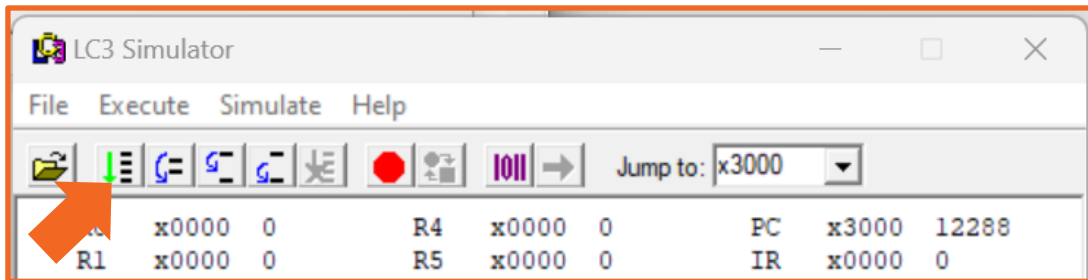 LC3 Simulator
File Execute Simulate Help
Jump to: x3000
x0000 0 R4 x0000 0 PC x3000 12288
R1 x0000 0 R5 x0000 0 IR x0000 0